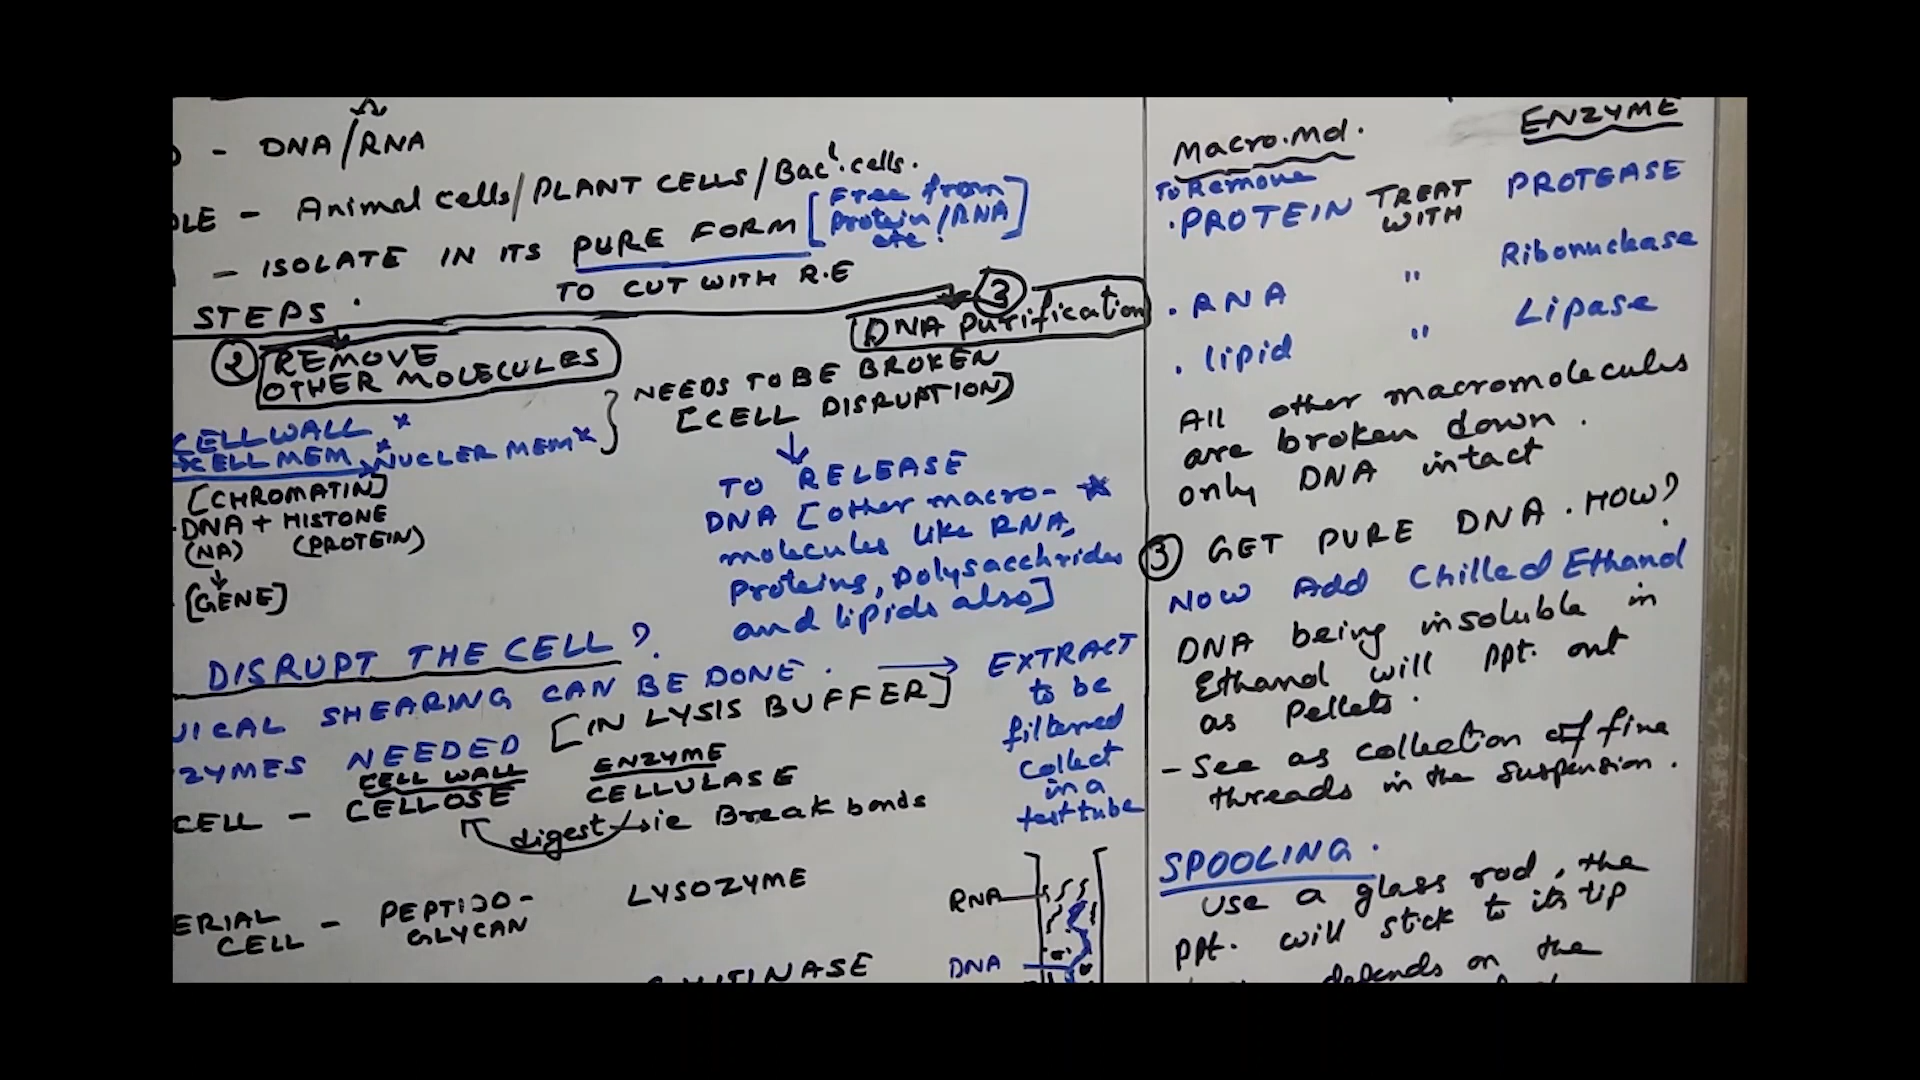 - DNA/RNA
OLE - Animal cells/PLANT CELLS/Bacl. cells.
- ISOLATE IN ITS PURE FORM [Free from Protein/RNA etc.]
TO CUT WITH R.E
STEPS.
② REMOVE OTHER MOLECULES
③ DNA Purification
CELL WALL *
CELL MEM * NUCLER MEM *
} NEEDS TO BE BROKEN
[CELL DISRUPTION]
[CHROMATIN]
DNA + HISTONE
(NA) (PROTEIN)
[GENE]
TO RELEASE
DNA [other macro-
molecules like RNA,
Proteins, polysacchrides
and lipids also]
DISRUPT THE CELL?
NICAL SHEARING CAN BE DONE.
[IN LYSIS BUFFER]
ZYMES NEEDED
CELL WALL ENZYME
CELL - CELLOSE CELLULASE
digest ie Break bonds
ERIAL CELL - PEPTIDO-GLYCAN LYSOZYME
CHITINASE
EXTRACT
to be
filterred
collect
in a
test tube
RNA
DNA
Macro.Mol. ENZYME
To Remove
. PROTEIN TREAT WITH PROTEASE
. RNA " Ribonuclease
. lipid " Lipase
All other macromolecules
are broken down.
only DNA intact
③ GET PURE DNA. HOW?
NOW Add Chilled Ethanol
DNA being insoluble in
Ethanol will ppt. out
as Pellets.
- See as collection of fine
threads in the suspension.
SPOOLING.
Use a glass rod, the
ppt. will stick to its tip
depends on the